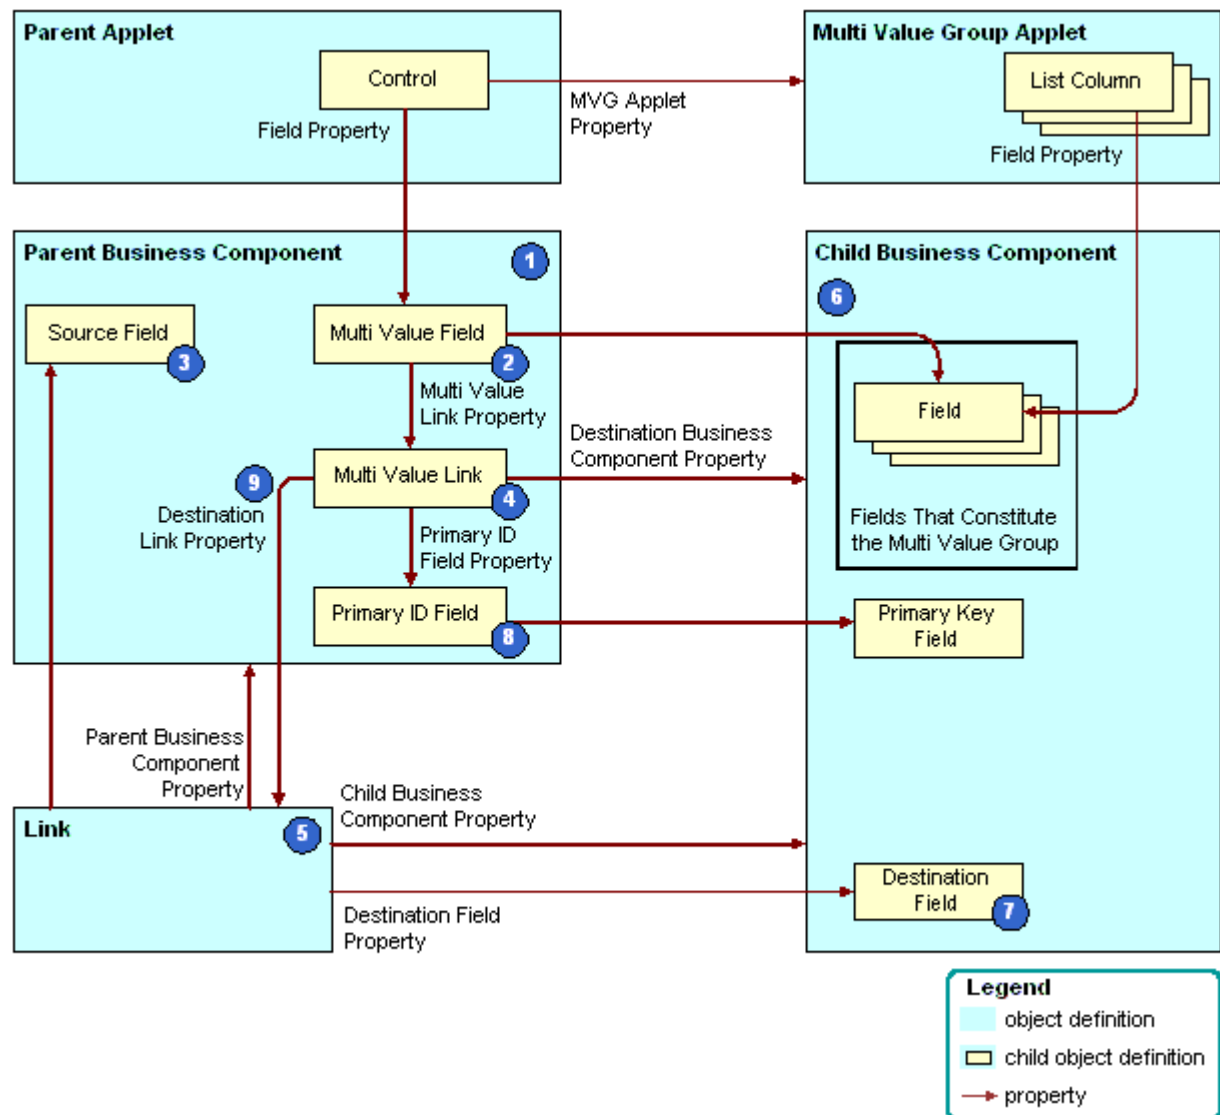 Parent Applet
Control
Field Property
MVG Applet
Property
Multi Value Group Applet
List Column
Field Property
Parent Business Component
1
Source Field
3
Multi Value Field
2
Multi Value
Link Property
Multi Value Link
4
9
Destination
Link Property
Primary ID
Field Property
Primary ID Field
8
Destination Business
Component Property
Child Business Component
6
Field
Fields That Constitute
the Multi Value Group
Primary Key
Field
Parent Business
Component
Property
Link
5
Child Business
Component Property
Destination Field
Property
Destination
Field
7
Legend
object definition
child object definition
property